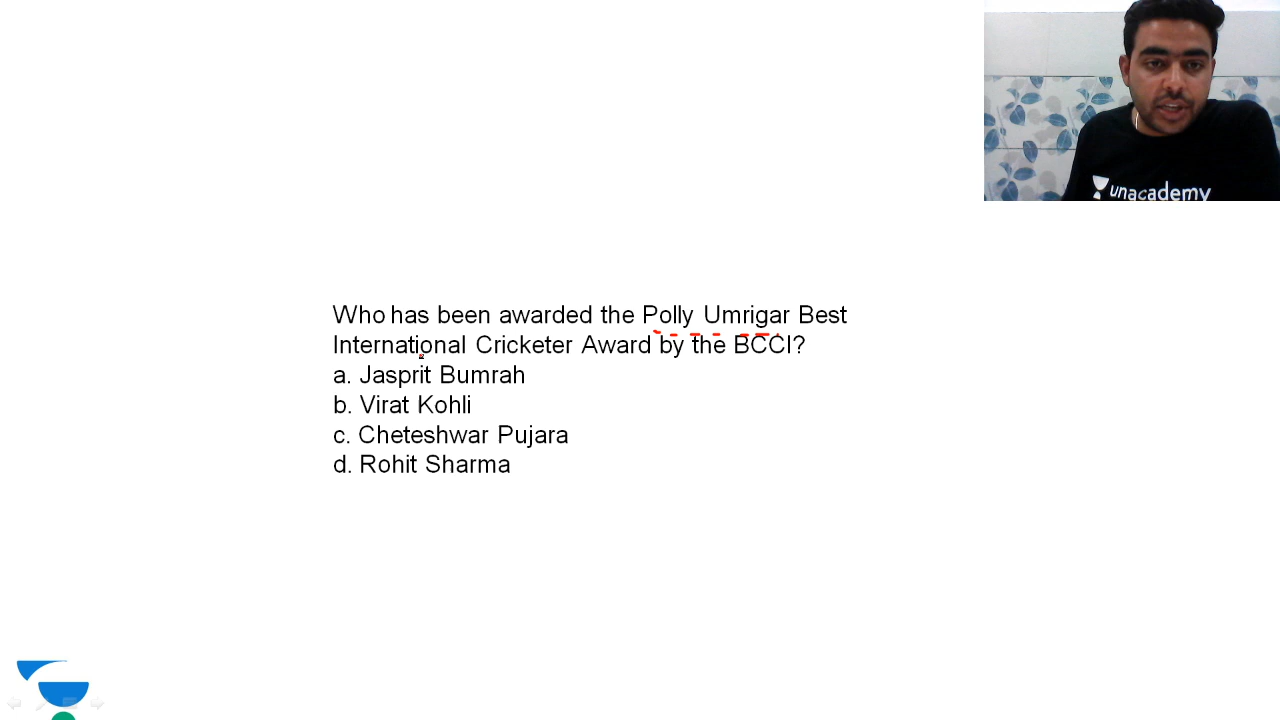 unacademy
Who has been awarded the Polly Umrigar Best
International Cricketer Award by the BCCI?
a. Jasprit Bumrah
b. Virat Kohli
c. Cheteshwar Pujara
d. Rohit Sharma